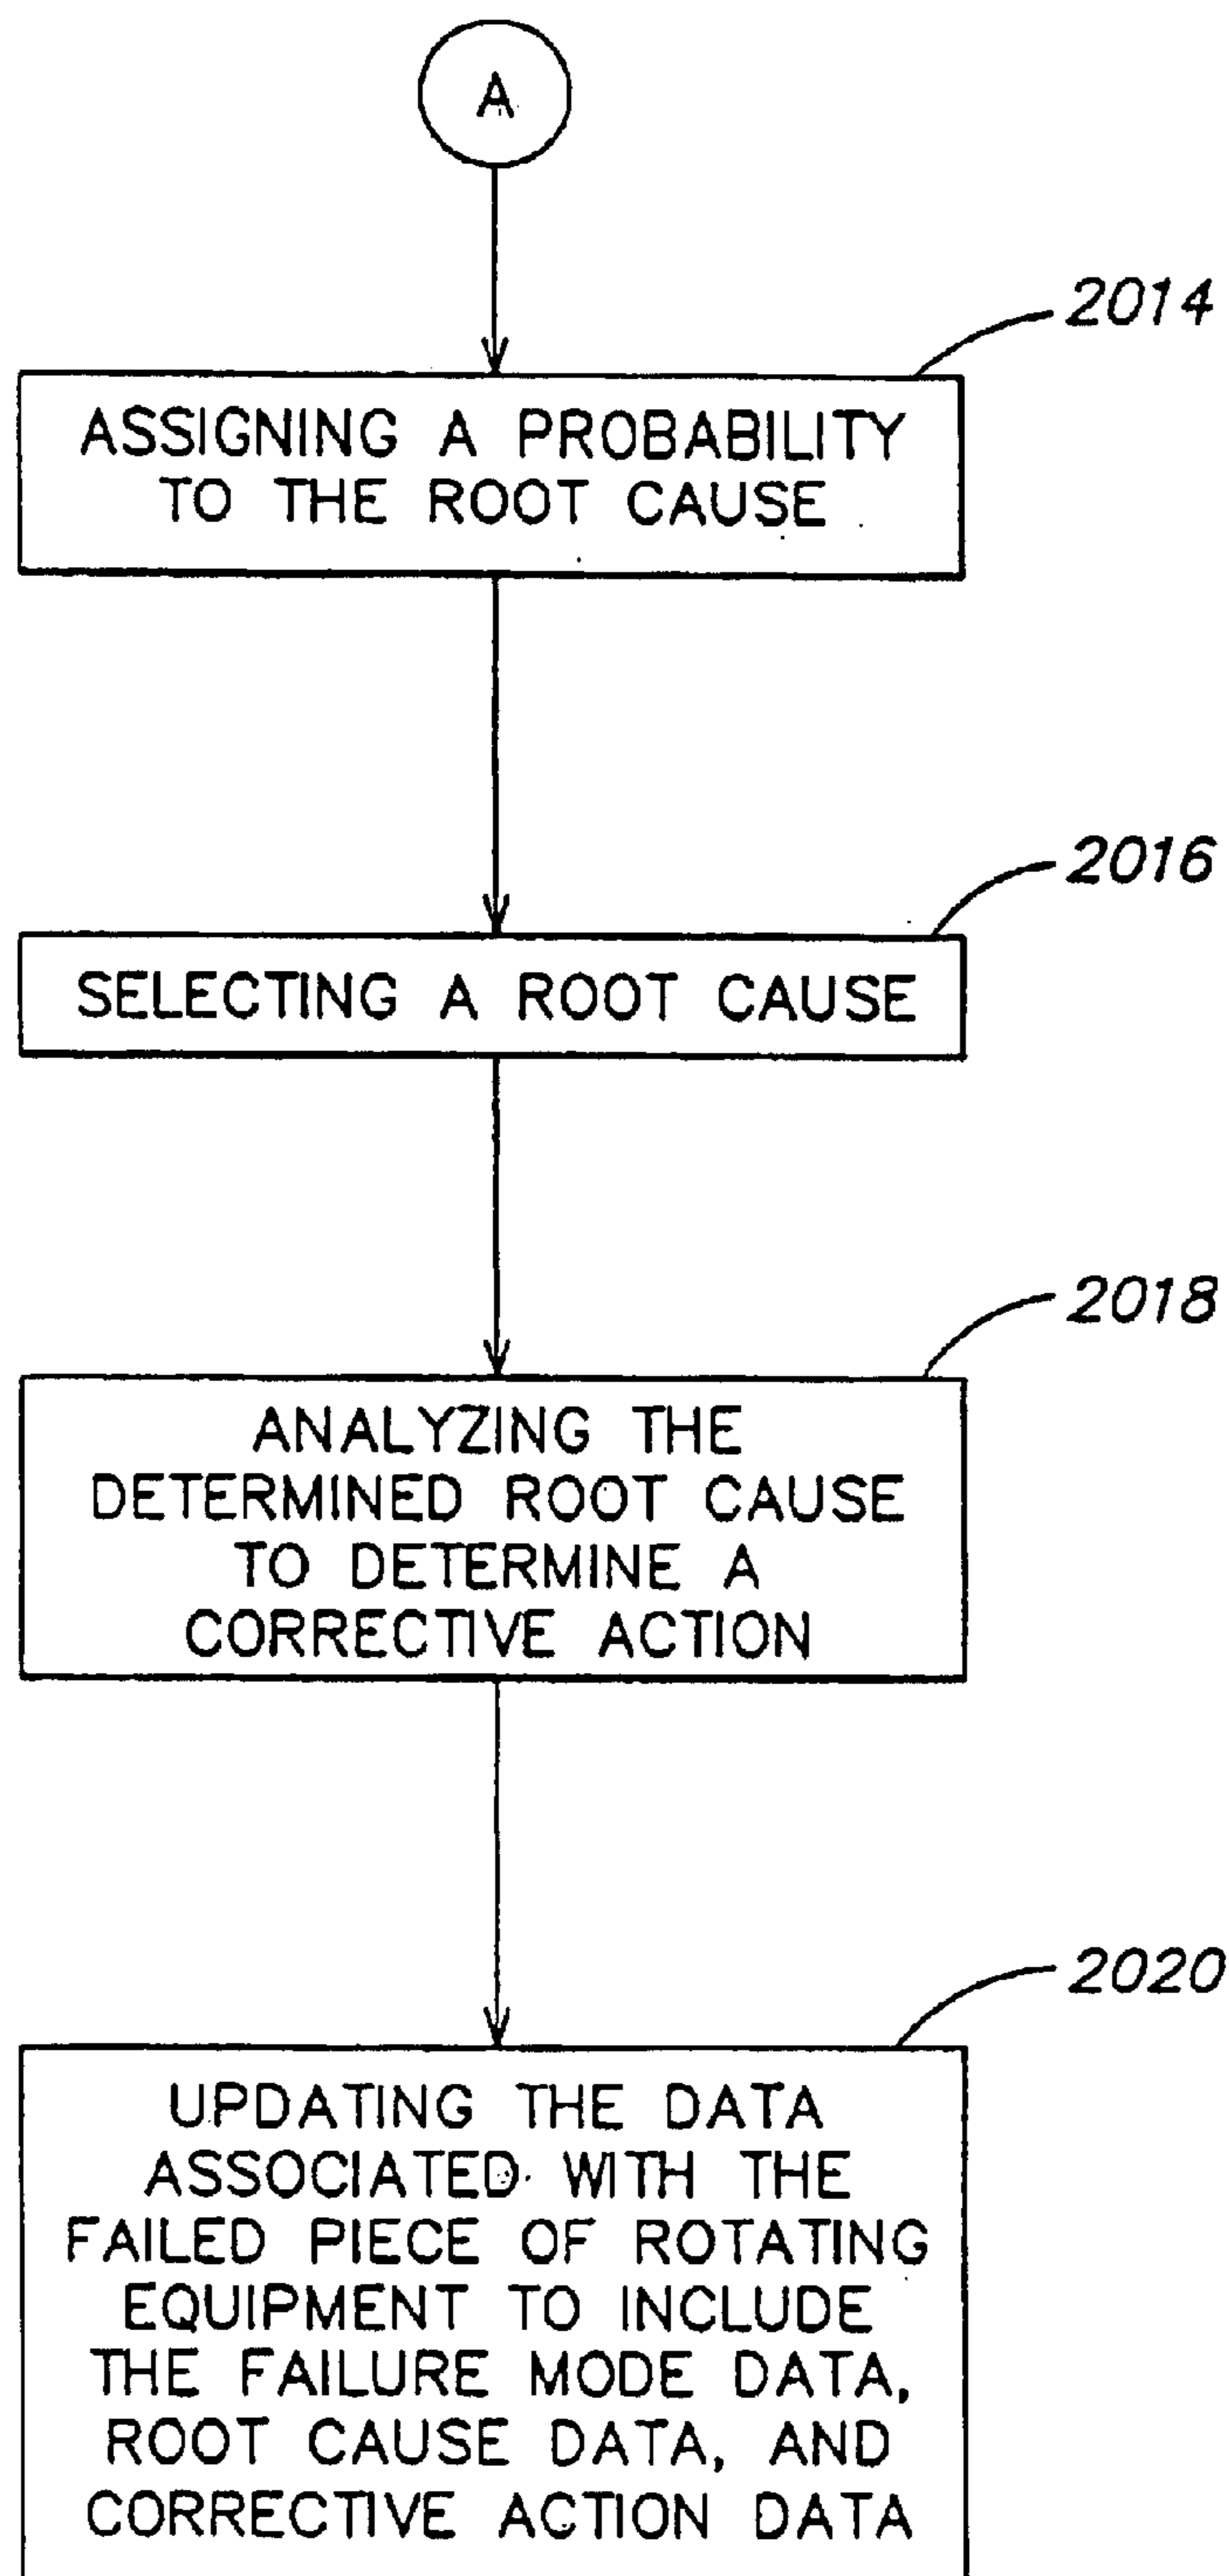 A
2014
ASSIGNING A PROBABILITY
TO THE ROOT CAUSE
2016
SELECTING A ROOT CAUSE
2018
ANALYZING THE
DETERMINED ROOT CAUSE
TO DETERMINE A
CORRECTIVE ACTION
2020
UPDATING THE DATA
ASSOCIATED WITH THE
FAILED PIECE OF ROTATING
EQUIPMENT TO INCLUDE
THE FAILURE MODE DATA,
ROOT CAUSE DATA, AND
CORRECTIVE ACTION DATA